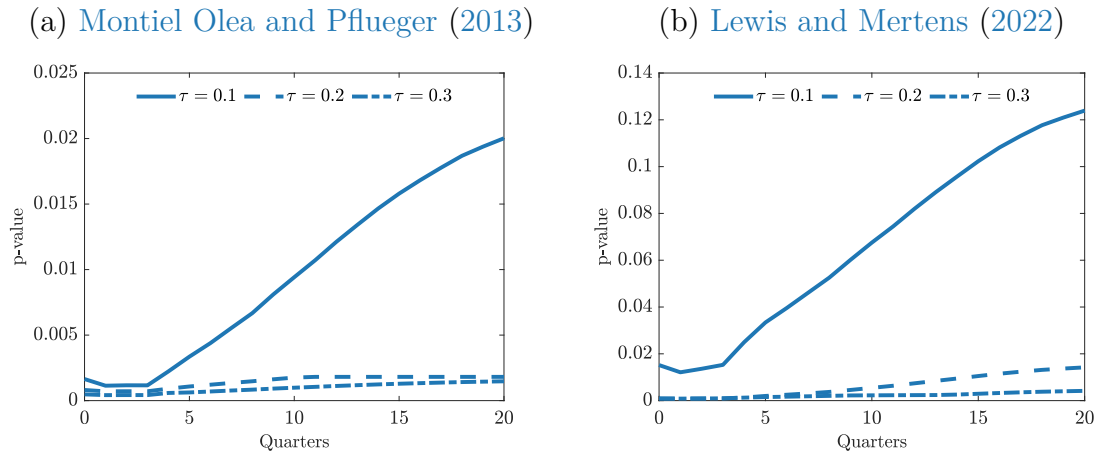 (a) Montiel Olea and Pflueger (2013)
0.025
0.02
0.015
0.01
0.005
0
p-value
τ = 0.1
τ = 0.2
τ = 0.3
0
5
10
15
20
Quarters
(b) Lewis and Mertens (2022)
0.14
0.12
0.1
0.08
0.06
0.04
0.02
0
p-value
τ = 0.1
τ = 0.2
τ = 0.3
0
5
10
15
20
Quarters